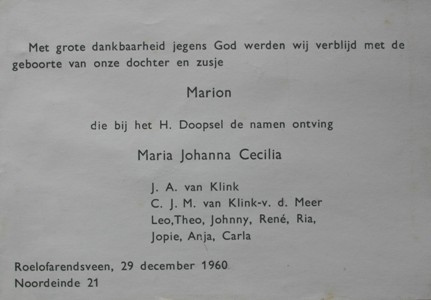 Met grote dankbaarheid jegens God werden wij verblijd met de
geboorte van onze dochter en zusje
Marion
die bij het H. Doopsel de namen ontving
Maria Johanna Cecilia
J. A. van Klink
C. J. M. van Klink-v. d. Meer
Leo,Theo, Johnny, René, Ria,
Jopie, Anja, Carla
Roelofarendsveen, 29 december 1960
Noordeinde 21